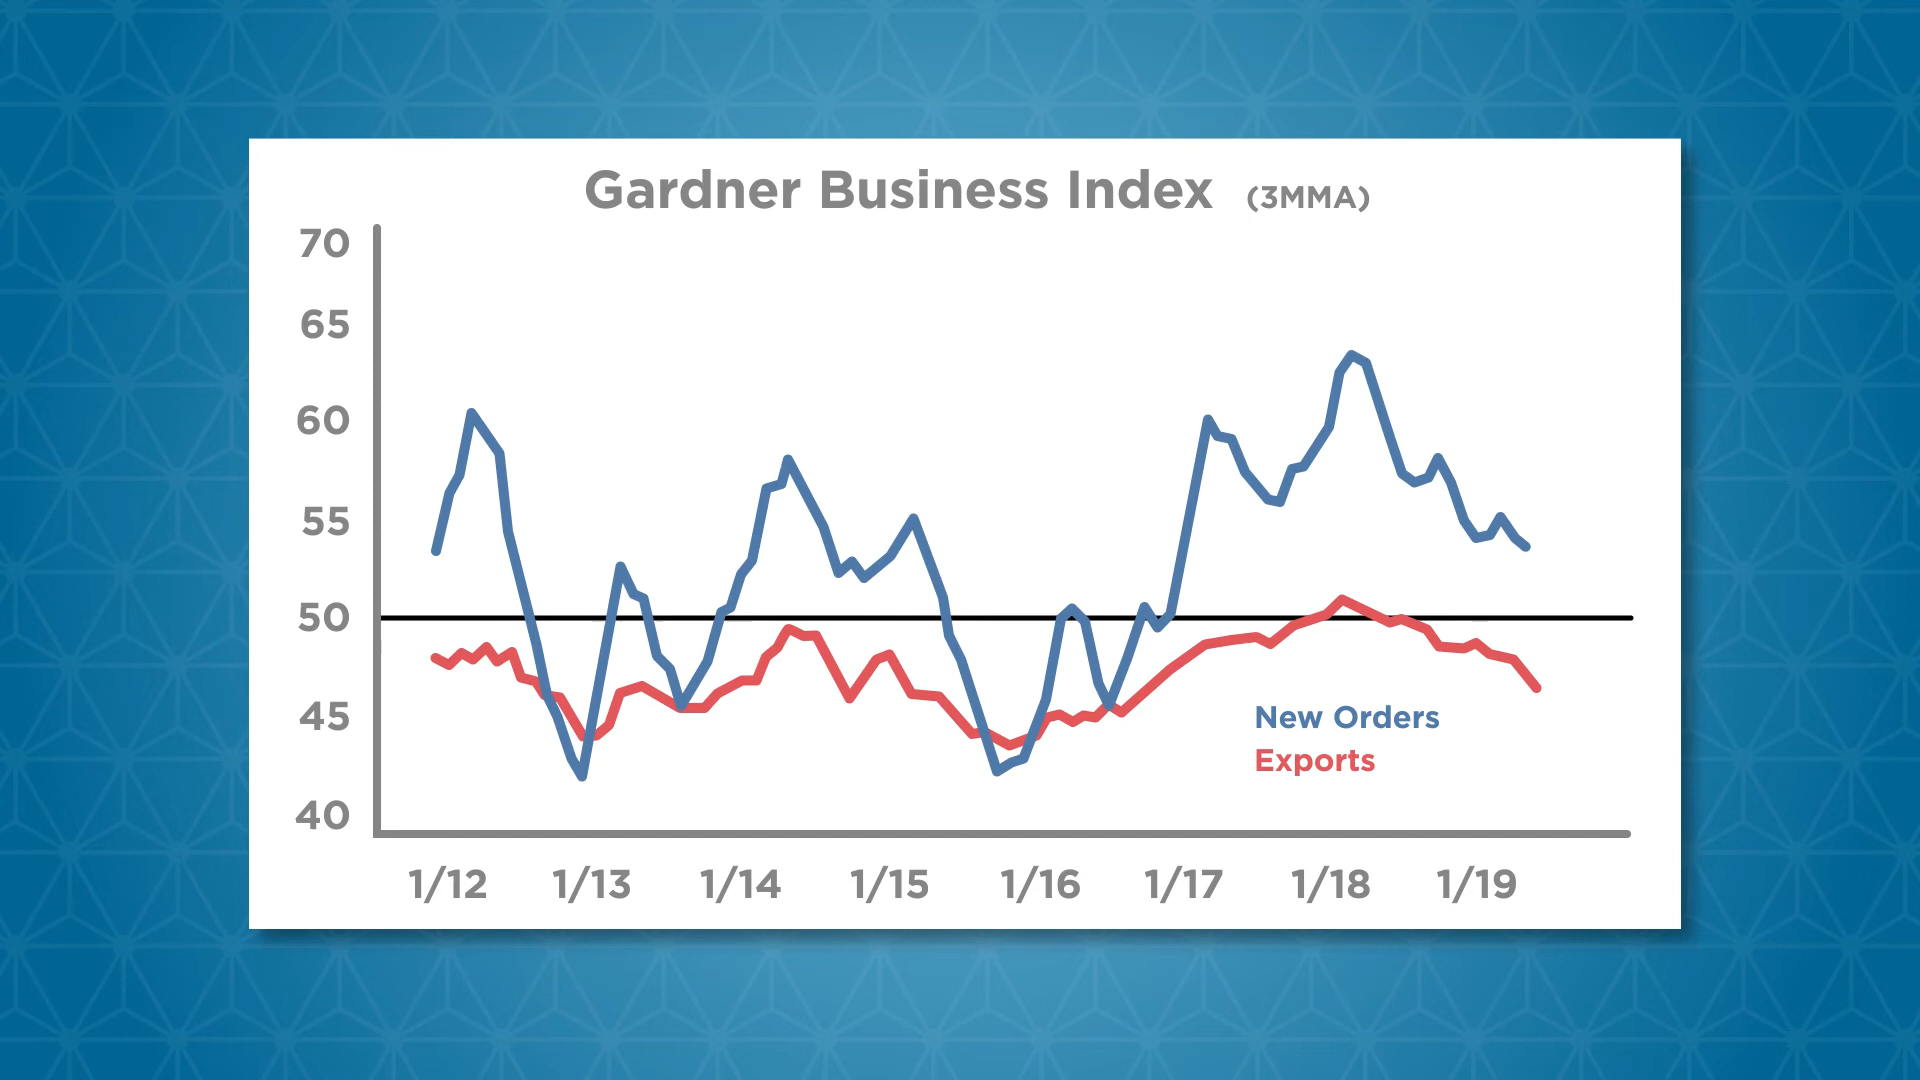 Gardner Business Index (3MMA)
70
65
60
55
50
45
40
New Orders
Exports
1/12 1/13 1/14 1/15 1/16 1/17 1/18 1/19